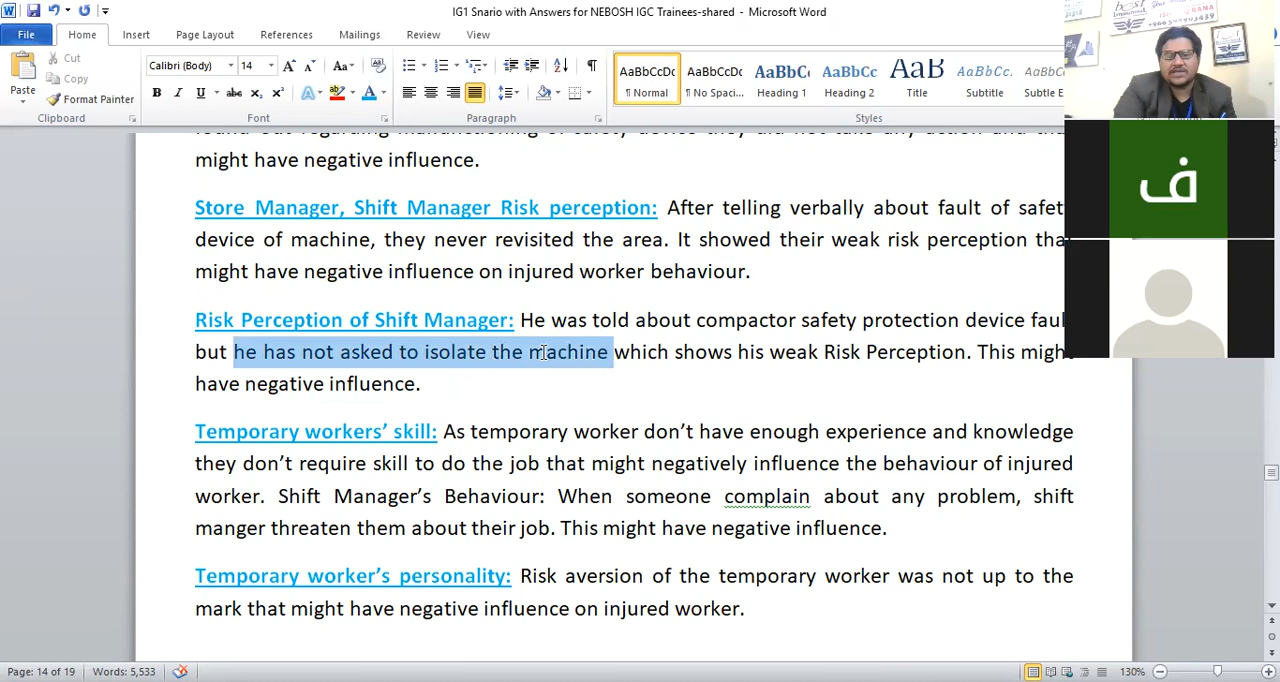 IG1 Snario with Answers for NEBOSH IGC Trainees-shared - Microsoft Word
File Home Insert Page Layout References Mailings Review View
Paste
Cut
Copy
Format Painter
Clipboard
Calibri (Body) 14
Font
Paragraph
AaBbCcDc AaBbCcDc AaBbC AaBbCc AaB AaBbCc. AaBbCc
¶ Normal ¶ No Spaci... Heading 1 Heading 2 Title Subtitle Subtle E
Styles
ف
might have negative influence.
Store Manager, Shift Manager Risk perception: After telling verbally about fault of safet
device of machine, they never revisited the area. It showed their weak risk perception tha
might have negative influence on injured worker behaviour.
Risk Perception of Shift Manager: He was told about compactor safety protection device faul
but he has not asked to isolate the machine which shows his weak Risk Perception. This might
have negative influence.
Temporary workers’ skill: As temporary worker don’t have enough experience and knowledge
they don’t require skill to do the job that might negatively influence the behaviour of injured
worker. Shift Manager’s Behaviour: When someone complain about any problem, shift
manger threaten them about their job. This might have negative influence.
Temporary worker’s personality: Risk aversion of the temporary worker was not up to the
mark that might have negative influence on injured worker.
Page: 14 of 19 Words: 5,533 130%